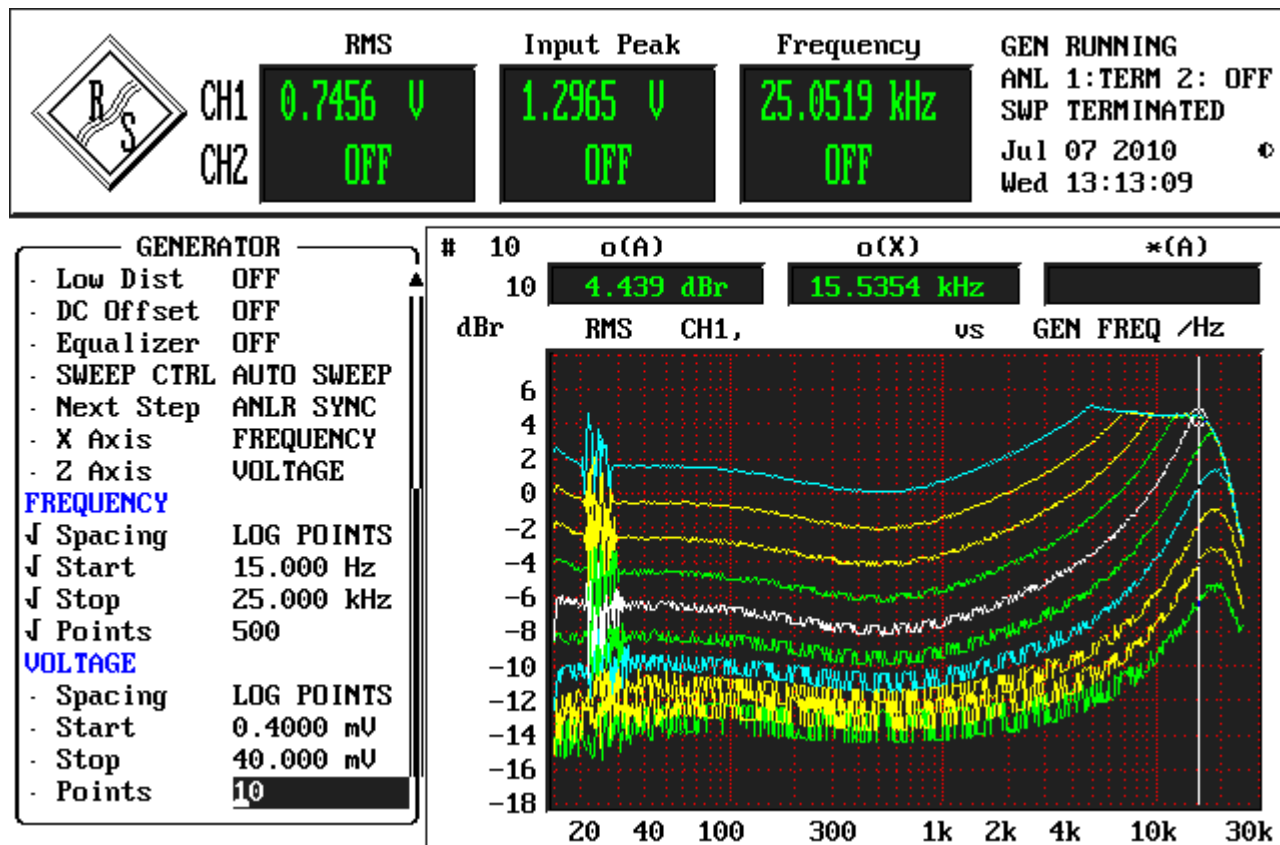 R S
RMS Input Peak Frequency
CH1 0.7456 V 1.2965 V 25.0519 kHz
CH2 OFF OFF OFF
GEN RUNNING
ANL 1:TERM 2: OFF
SWP TERMINATED
Jul 07 2010
Wed 13:13:09
GENERATOR
- Low Dist OFF
- DC Offset OFF
- Equalizer OFF
- SWEEP CTRL AUTO SWEEP
- Next Step ANLR SYNC
- X Axis FREQUENCY
- Z Axis VOLTAGE
FREQUENCY
√ Spacing LOG POINTS
√ Start 15.000 Hz
√ Stop 25.000 kHz
√ Points 500
VOLTAGE
- Spacing LOG POINTS
- Start 0.4000 mV
- Stop 40.000 mV
- Points 10
# 10 o(A) o(X) *(A)
10 4.439 dBr 15.5354 kHz
dBr RMS CH1, vs GEN FREQ /Hz
6
4
2
0
-2
-4
-6
-8
-10
-12
-14
-16
-18
20 40 100 300 1k 2k 4k 10k 30k